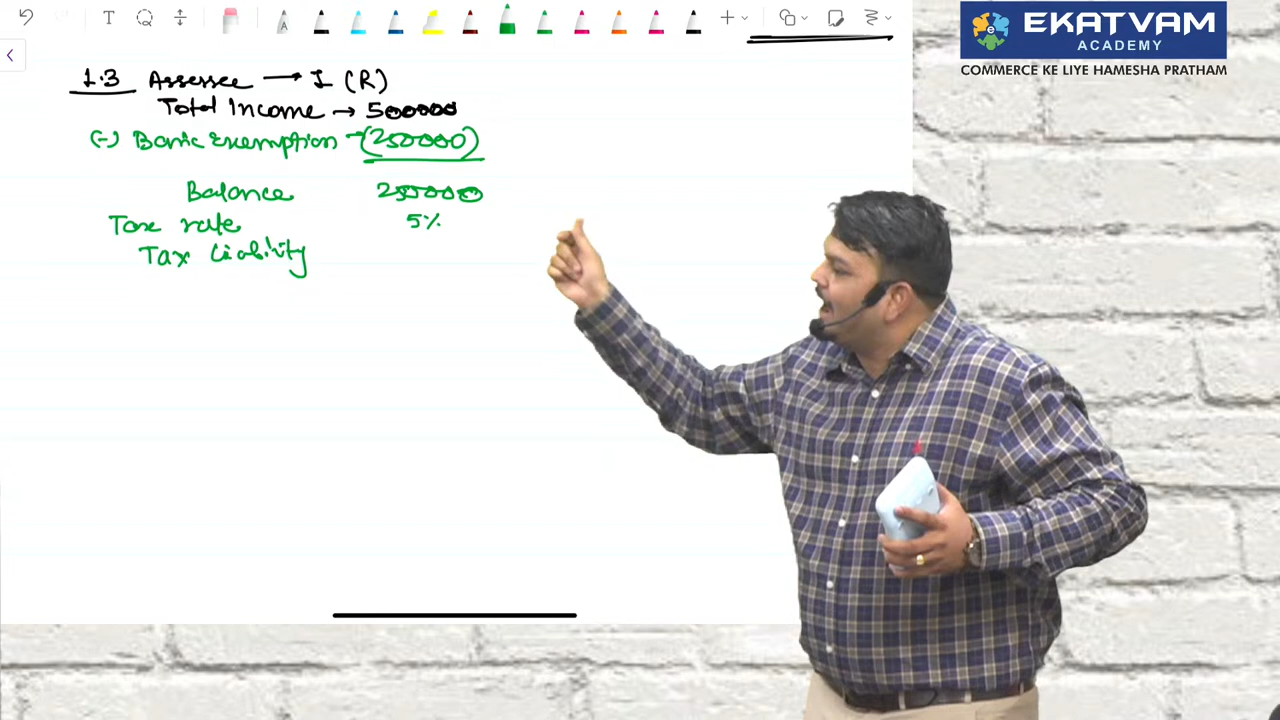 EKATVAM
ACADEMY
COMMERCE KE LIYE HAMESHA PRATHAM
1.3 Assessee → I (R)
Total Income → 500000
(-) Basic Exemption → (250000)
Balance 250000
Tax rate 5%
Tax Liability